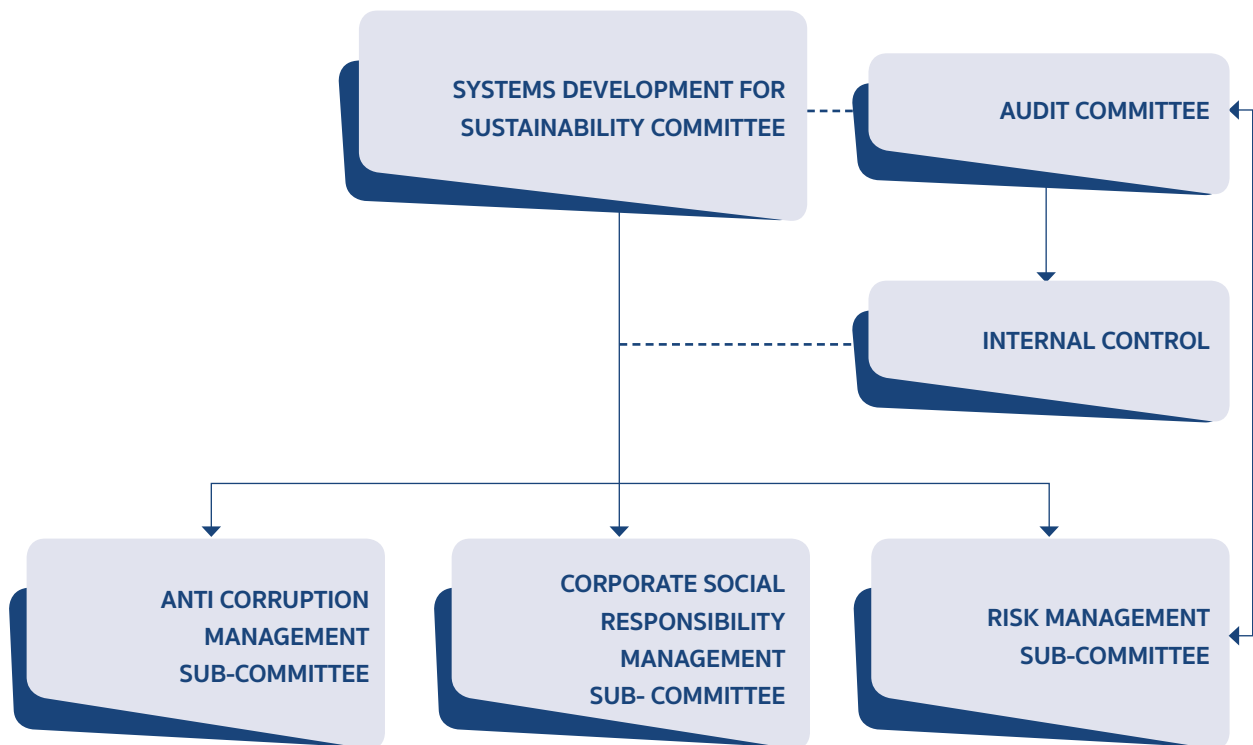 SYSTEMS DEVELOPMENT FOR
SUSTAINABILITY COMMITTEE
AUDIT COMMITTEE
INTERNAL CONTROL
ANTI CORRUPTION
MANAGEMENT
SUB-COMMITTEE
CORPORATE SOCIAL
RESPONSIBILITY
MANAGEMENT
SUB- COMMITTEE
RISK MANAGEMENT
SUB-COMMITTEE